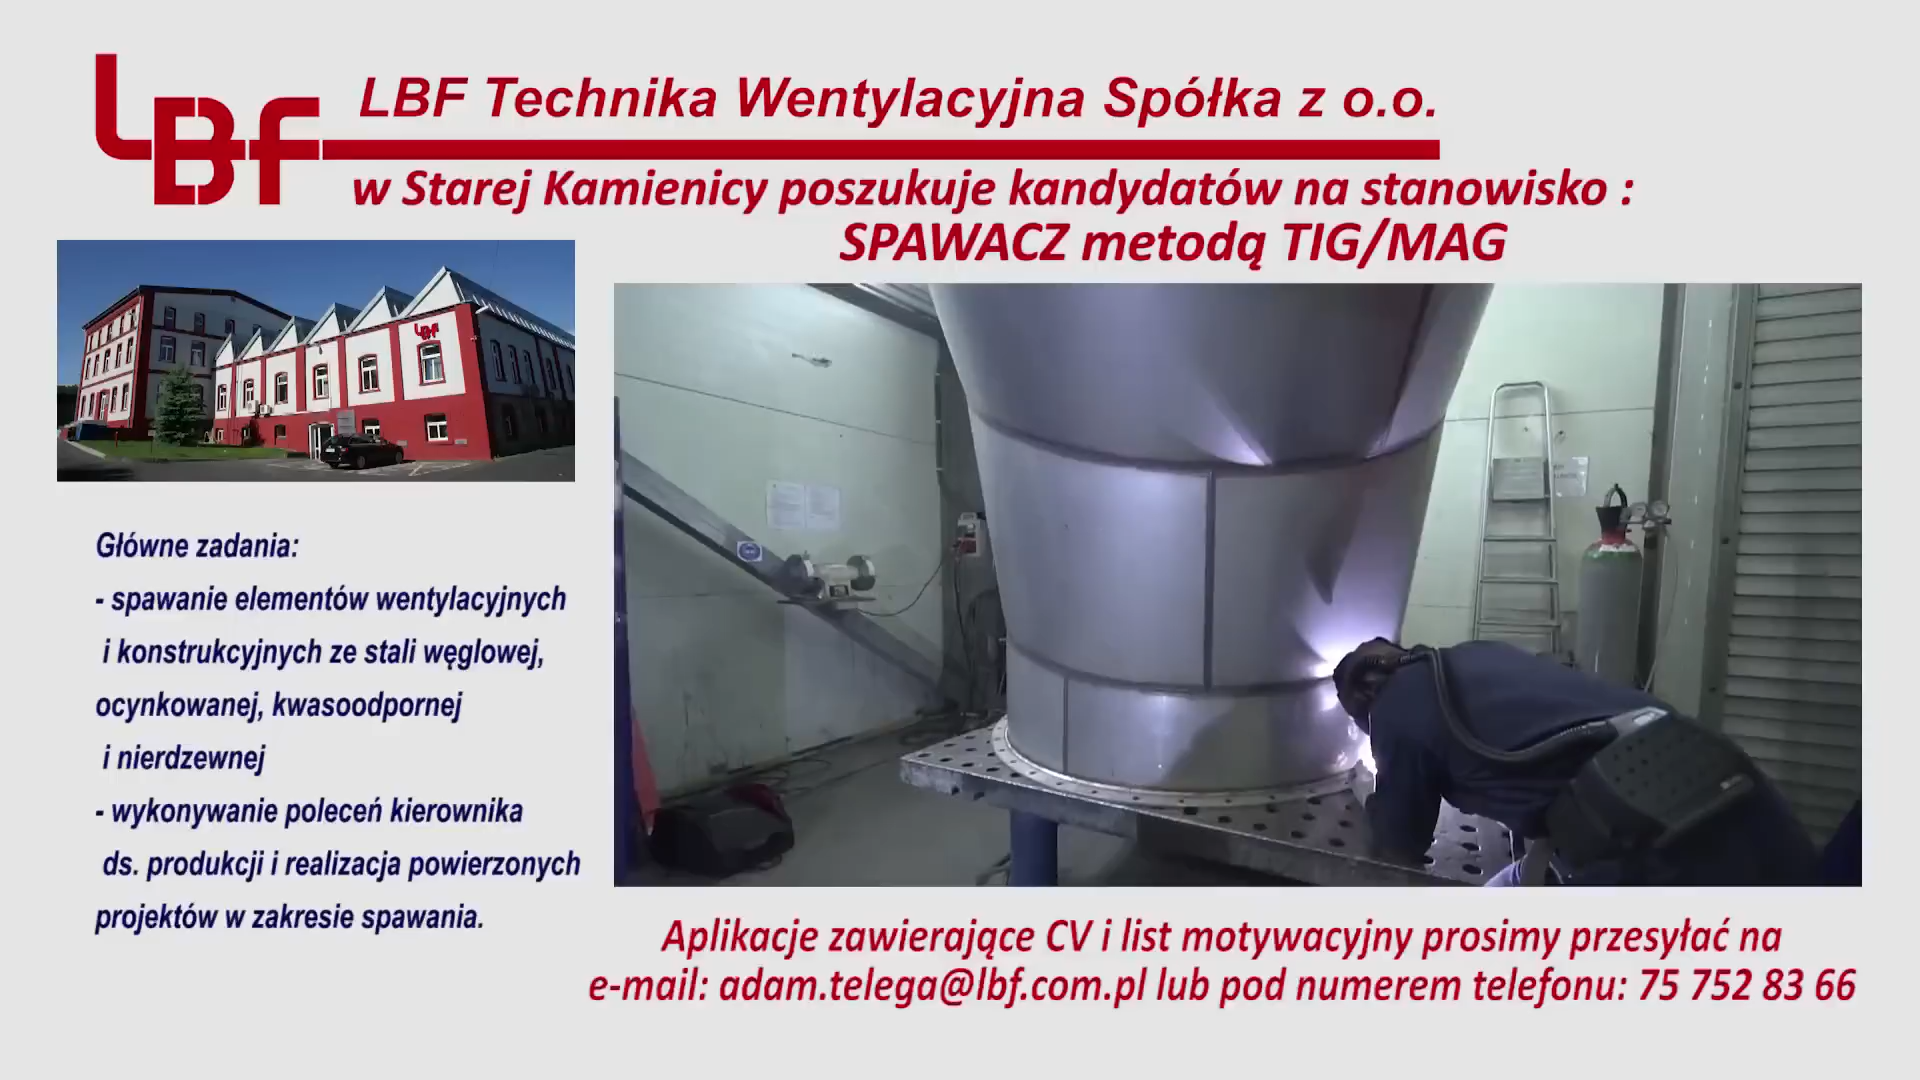 LBF
LBF Technika Wentylacyjna Spółka z o.o.
w Starej Kamienicy poszukuje kandydatów na stanowisko :
SPAWACZ metodą TIG/MAG
LBF
Główne zadania:
- spawanie elementów wentylacyjnych
i konstrukcyjnych ze stali węglowej,
ocynkowanej, kwasoodpornej
i nierdzewnej
- wykonywanie poleceń kierownika
ds. produkcji i realizacja powierzonych
projektów w zakresie spawania.
Aplikacje zawierające CV i list motywacyjny prosimy przesyłać na
e-mail: adam.telega@lbf.com.pl lub pod numerem telefonu: 75 752 83 66